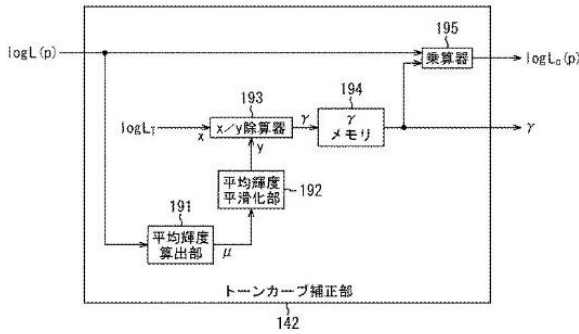 195
logL(p)
乗算器
logLc(p)
193
194
logLT
x
x/y除算器
γ
γ
メモリ
γ
y
平均輝度
平滑化部
192
191
平均輝度
算出部
μ
トーンカーブ補正部
142